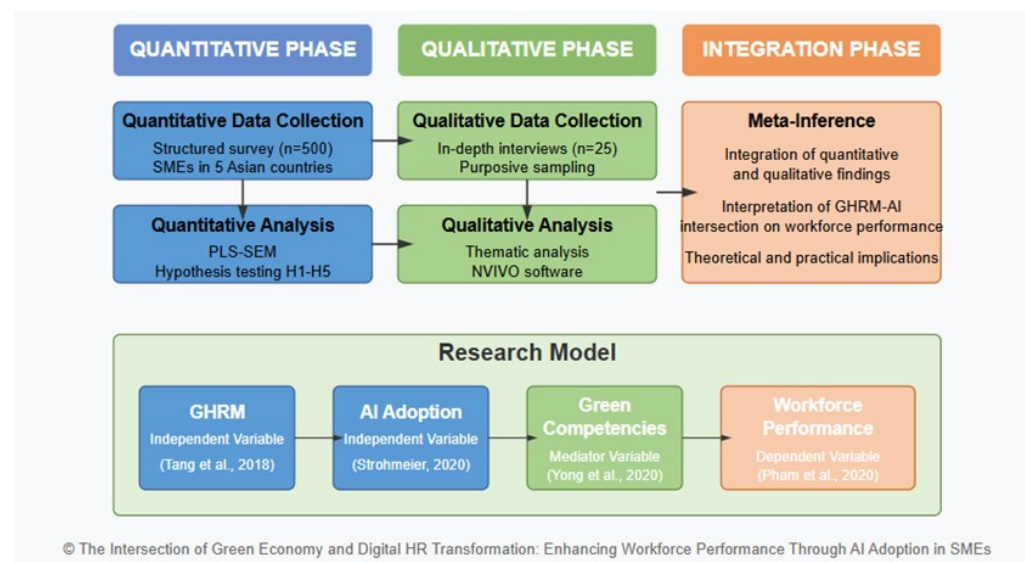 QUANTITATIVE PHASE
QUALITATIVE PHASE
INTEGRATION PHASE
Quantitative Data Collection
Structured survey (n=500)
SMEs in 5 Asian countries
Qualitative Data Collection
In-depth interviews (n=25)
Purposive sampling
Meta-Inference
Integration of quantitative
and qualitative findings
Interpretation of GHRM-AI
intersection on workforce performance
Theoretical and practical implications
Quantitative Analysis
PLS-SEM
Hypothesis testing H1-H5
Qualitative Analysis
Thematic analysis
NVIVO software
Research Model
GHRM
Independent Variable
(Tang et al., 2018)
AI Adoption
Independent Variable
(Strohmeier, 2020)
Green
Competencies
Mediator Variable
(Yong et al., 2020)
Workforce
Performance
Dependent Variable
(Pham et al., 2020)
© The Intersection of Green Economy and Digital HR Transformation: Enhancing Workforce Performance Through AI Adoption in SMEs